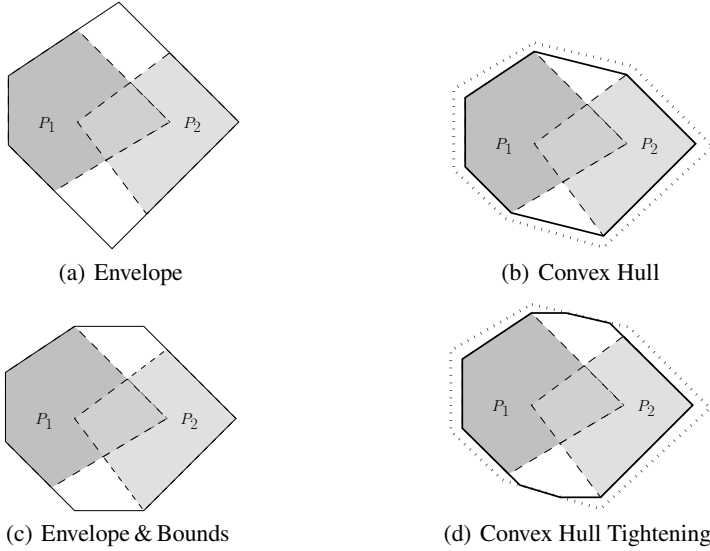 P1 P2
P1 P2
(a) Envelope
(b) Convex Hull
P1 P2
P1 P2
(c) Envelope & Bounds
(d) Convex Hull Tightening